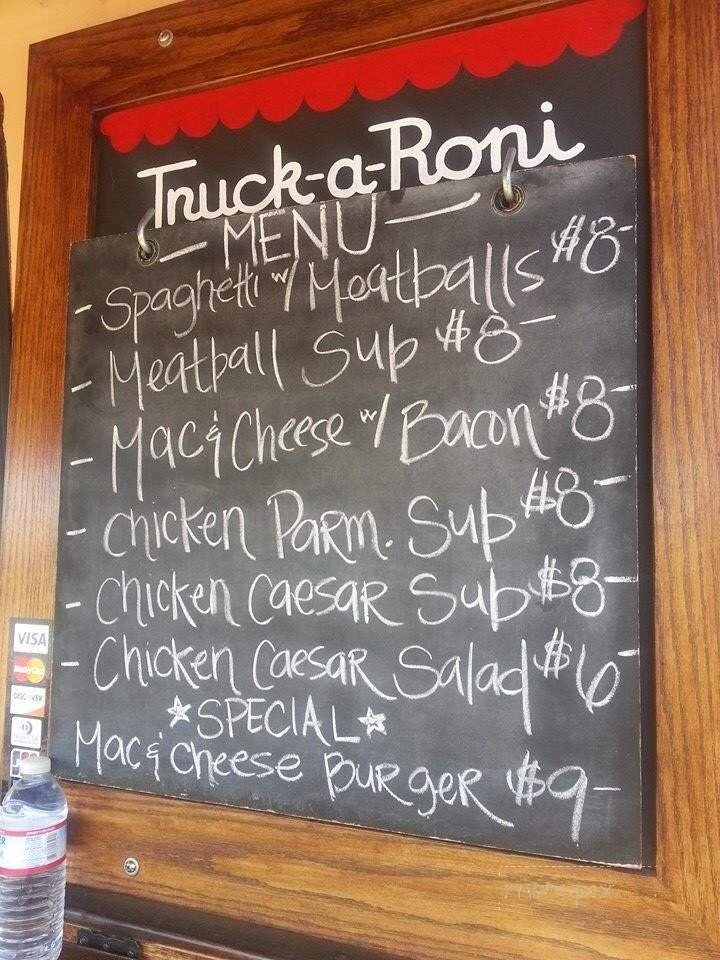 Truck-a-Roni
- MENU -
- Spaghetti w/ Meatballs $8-
- Meatball Sub $8-
- Mac & Cheese w/ Bacon $8-
- Chicken Parm. Sub $8-
- Chicken Caesar Sub $8-
- Chicken Caesar Salad $6-
☆SPECIAL☆
Mac & Cheese Burger $9-
VISA
MasterCard
DISCOVER